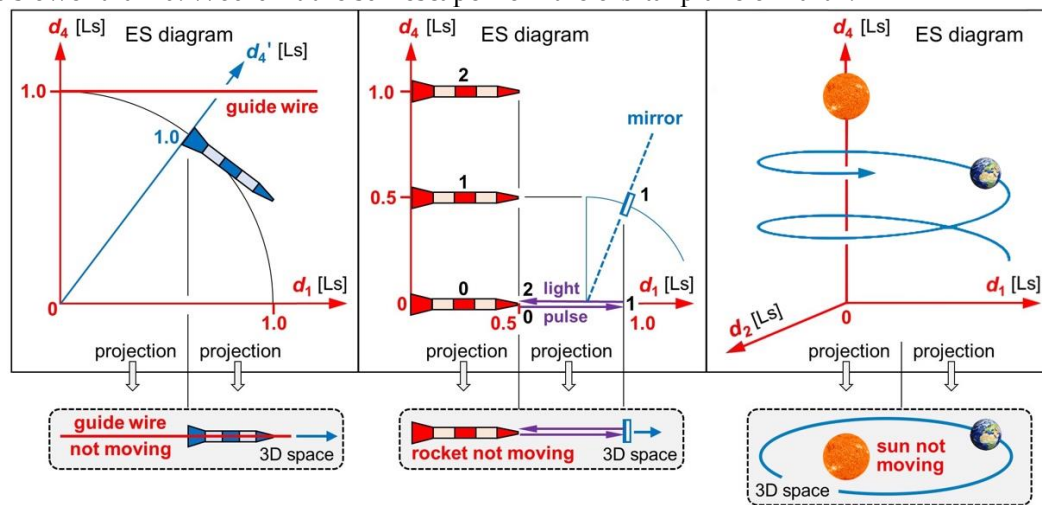 d4 [Ls] ES diagram
d4' [Ls]
1.0
guide wire
1.0
0
d1 [Ls]
1.0
projection projection
guide wire
not moving
3D space
d4 [Ls] ES diagram
2
1.0
mirror
1
1
0.5
0
2
light
d1 [Ls]
0
1
0
pulse
0.5
1.0
projection projection
rocket not moving
3D space
d4 [Ls] ES diagram
d1 [Ls]
d2 [Ls]
0
projection projection
sun not
moving
3D space